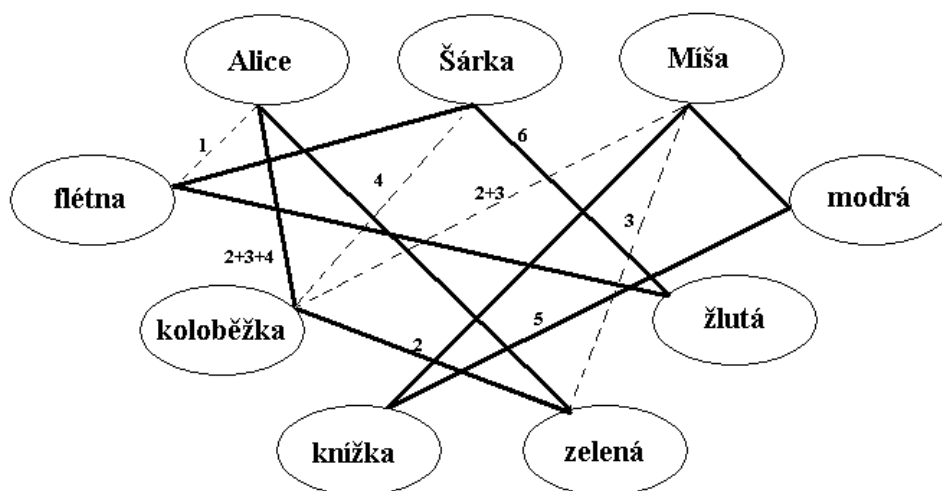 Alice
Šárka
Míša
1
6
flétna
4
2+3
modrá
3
2+3+4
koloběžka
2
5
žlutá
knížka
zelená